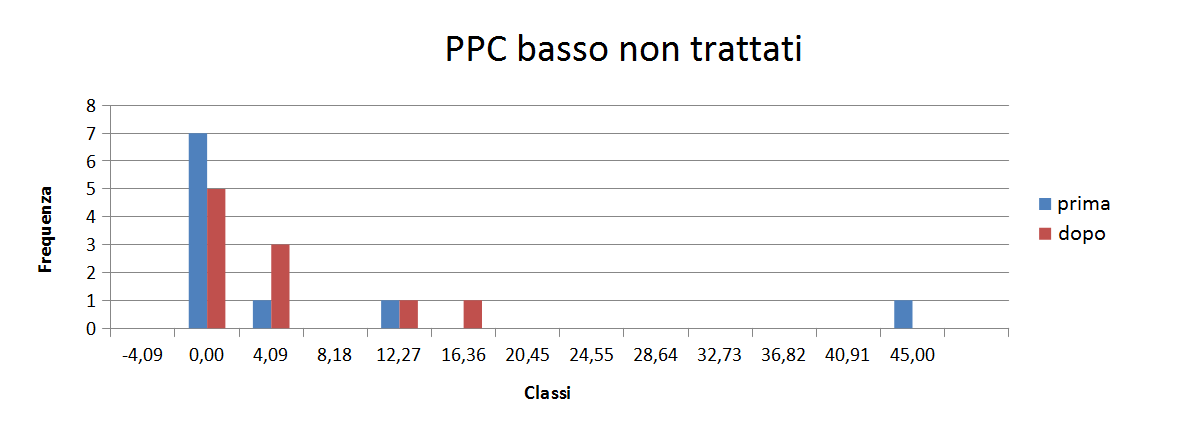 PPC basso non trattati
8
7
6
5
4
3
2
1
0
Frequenza
-4,09 0,00 4,09 8,18 12,27 16,36 20,45 24,55 28,64 32,73 36,82 40,91 45,00
Classi
prima
dopo